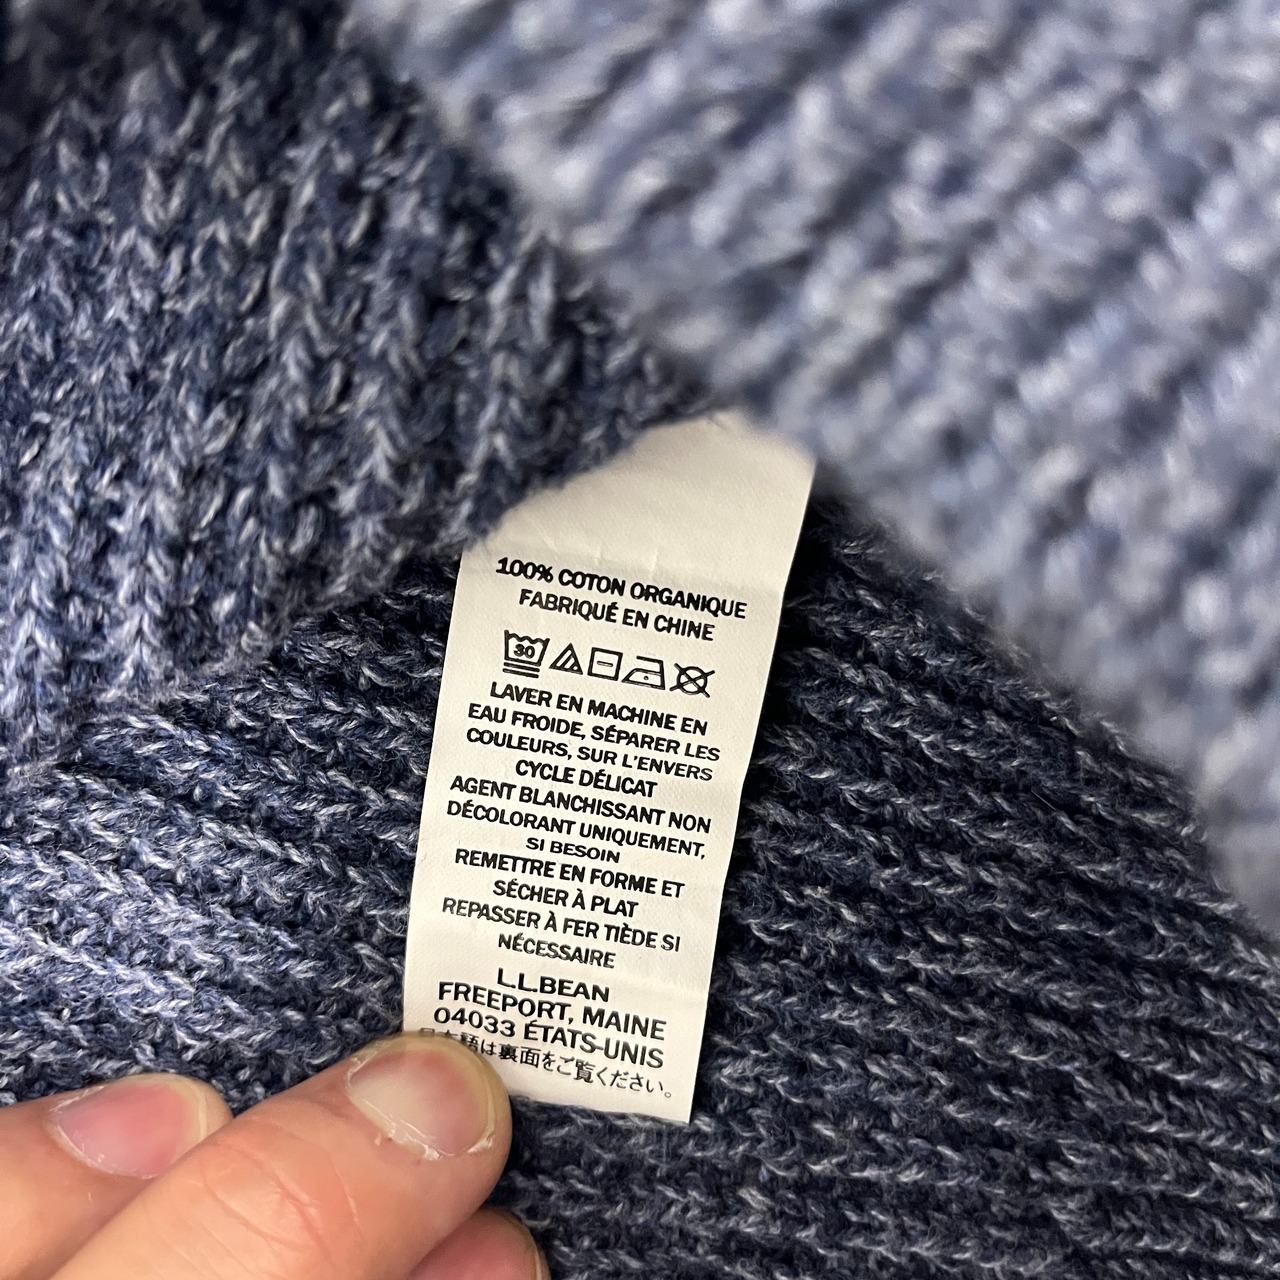 100% COTON ORGANIQUE
FABRIQUÉ EN CHINE
30
LAVER EN MACHINE EN
EAU FROIDE, SÉPARER LES
COULEURS, SUR L'ENVERS
CYCLE DÉLICAT
AGENT BLANCHISSANT NON
DÉCOLORANT UNIQUEMENT,
SI BESOIN
REMETTRE EN FORME ET
SÉCHER À PLAT
REPASSER À FER TIÈDE SI
NÉCESSAIRE
L.L.BEAN
FREEPORT, MAINE
04033 ÉTATS-UNIS
日本語は裏面をご覧ください。